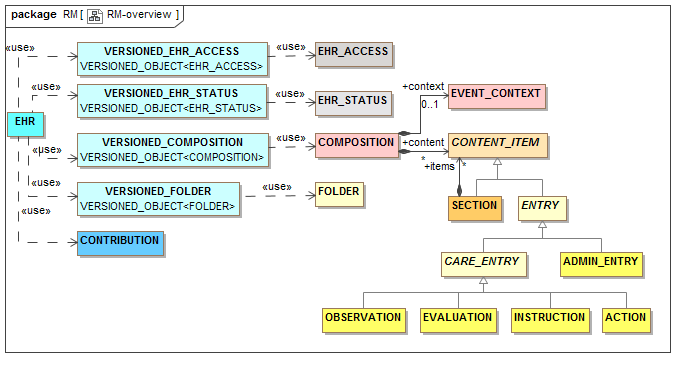 package RM [ RM-overview ]
«use»
VERSIONED_EHR_ACCESS
VERSIONED_OBJECT<EHR_ACCESS>
«use»
EHR_ACCESS
«use»
VERSIONED_EHR_STATUS
VERSIONED_OBJECT<EHR_STATUS>
«use»
EHR_STATUS
+context
0..1
EVENT_CONTEXT
EHR
«use»
VERSIONED_COMPOSITION
VERSIONED_OBJECT<COMPOSITION>
«use»
COMPOSITION
+content
*
CONTENT_ITEM
+items
*
«use»
VERSIONED_FOLDER
VERSIONED_OBJECT<FOLDER>
«use»
FOLDER
SECTION
ENTRY
«use»
CONTRIBUTION
CARE_ENTRY
ADMIN_ENTRY
OBSERVATION
EVALUATION
INSTRUCTION
ACTION